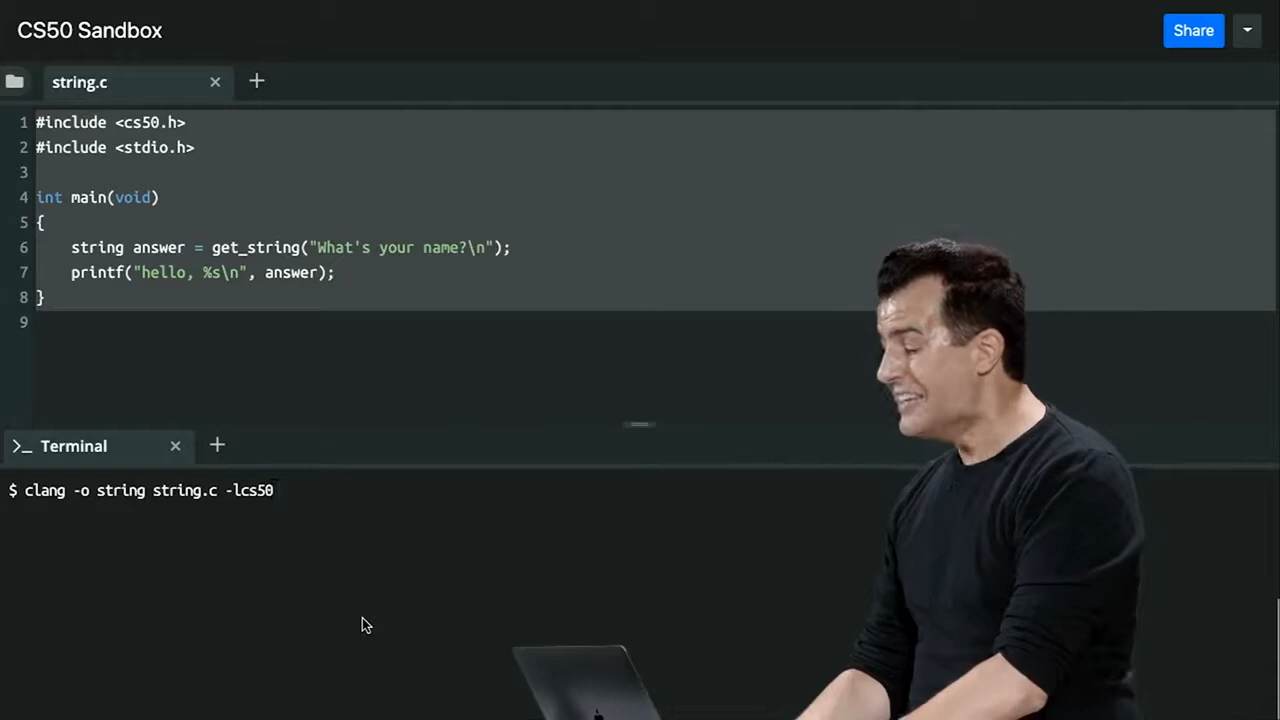 CS50 Sandbox
Share
string.c × +
1 #include <cs50.h>
2 #include <stdio.h>
3
4 int main(void)
5 {
6     string answer = get_string("What's your name?\n");
7     printf("hello, %s\n", answer);
8 }
9
>_ Terminal × +
$ clang -o string string.c -lcs50